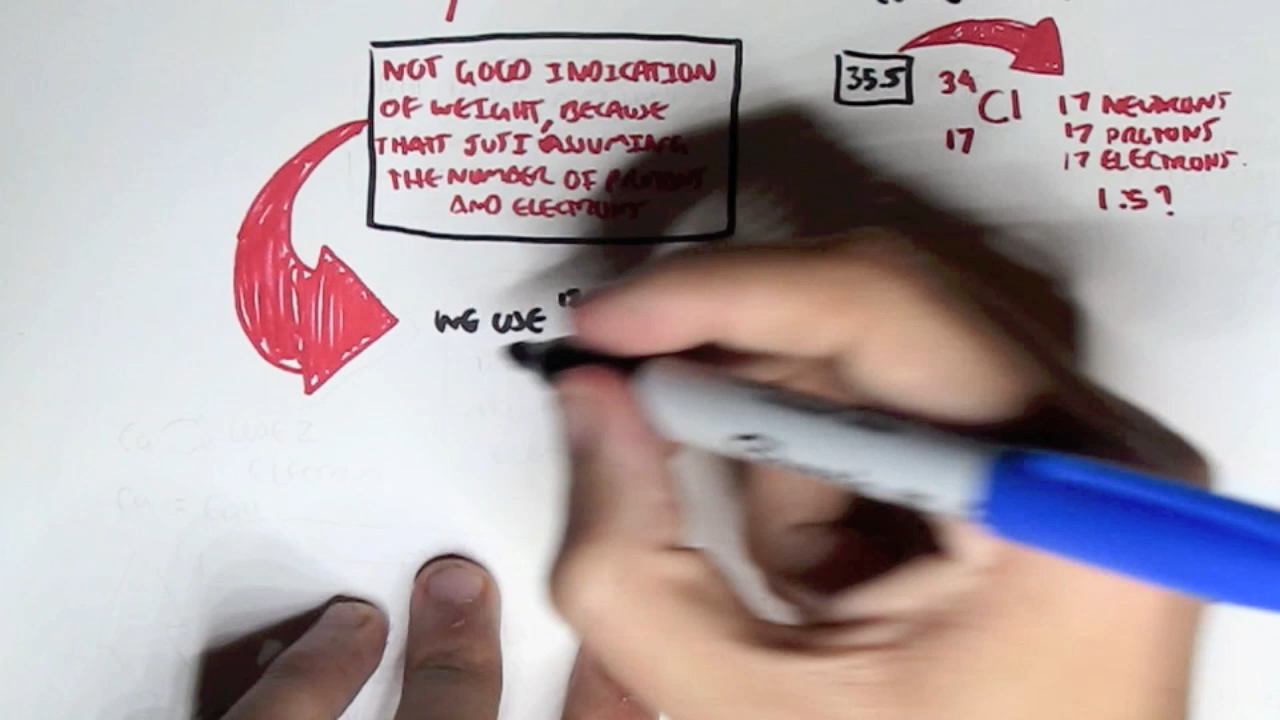 NOT GOOD INDICATION
OF WEIGHT, BECAUSE
THATT JUST ASSUMING
THE NUMBER OF PROTONS
AND ELECTRONS
WE USE
35.5
34
Cl
17
17 NEUTRONS
17 PROTONS
17 ELECTRONS.
1.5?